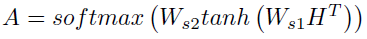 A = softmax (W_{s2}tanh (W_{s1}H^T))